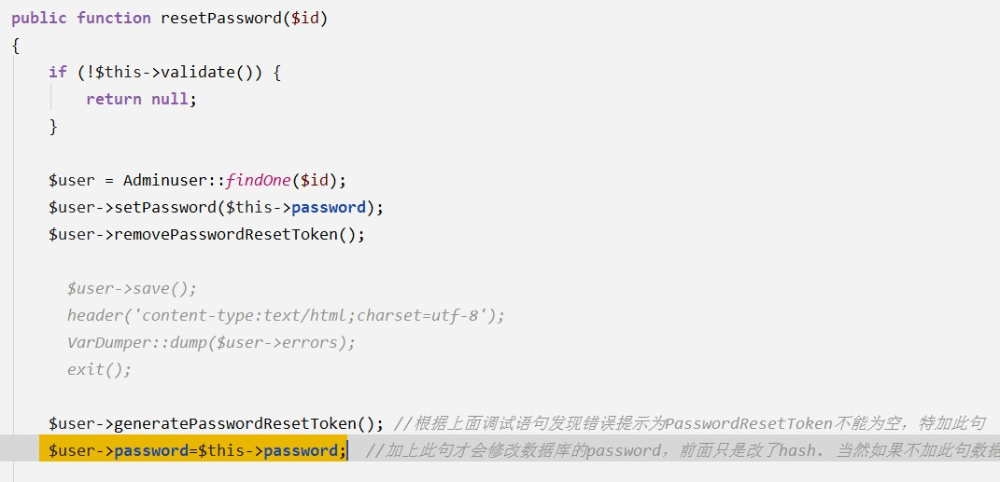 public function resetPassword($id)
{
if (!$this->validate()) {
return null;
}
$user = Adminuser::findOne($id);
$user->setPassword($this->password);
$user->removePasswordResetToken();
$user->save();
header('content-type:text/html;charset=utf-8');
VarDumper::dump($user->errors);
exit();
$user->generatePasswordResetToken(); //根据上面调试语句发现错误提示为PasswordResetToken不能为空，特加此句
$user->password=$this->password; //加上此句才会修改数据库的password，前面只是改了hash. 当然如果不加此句数据